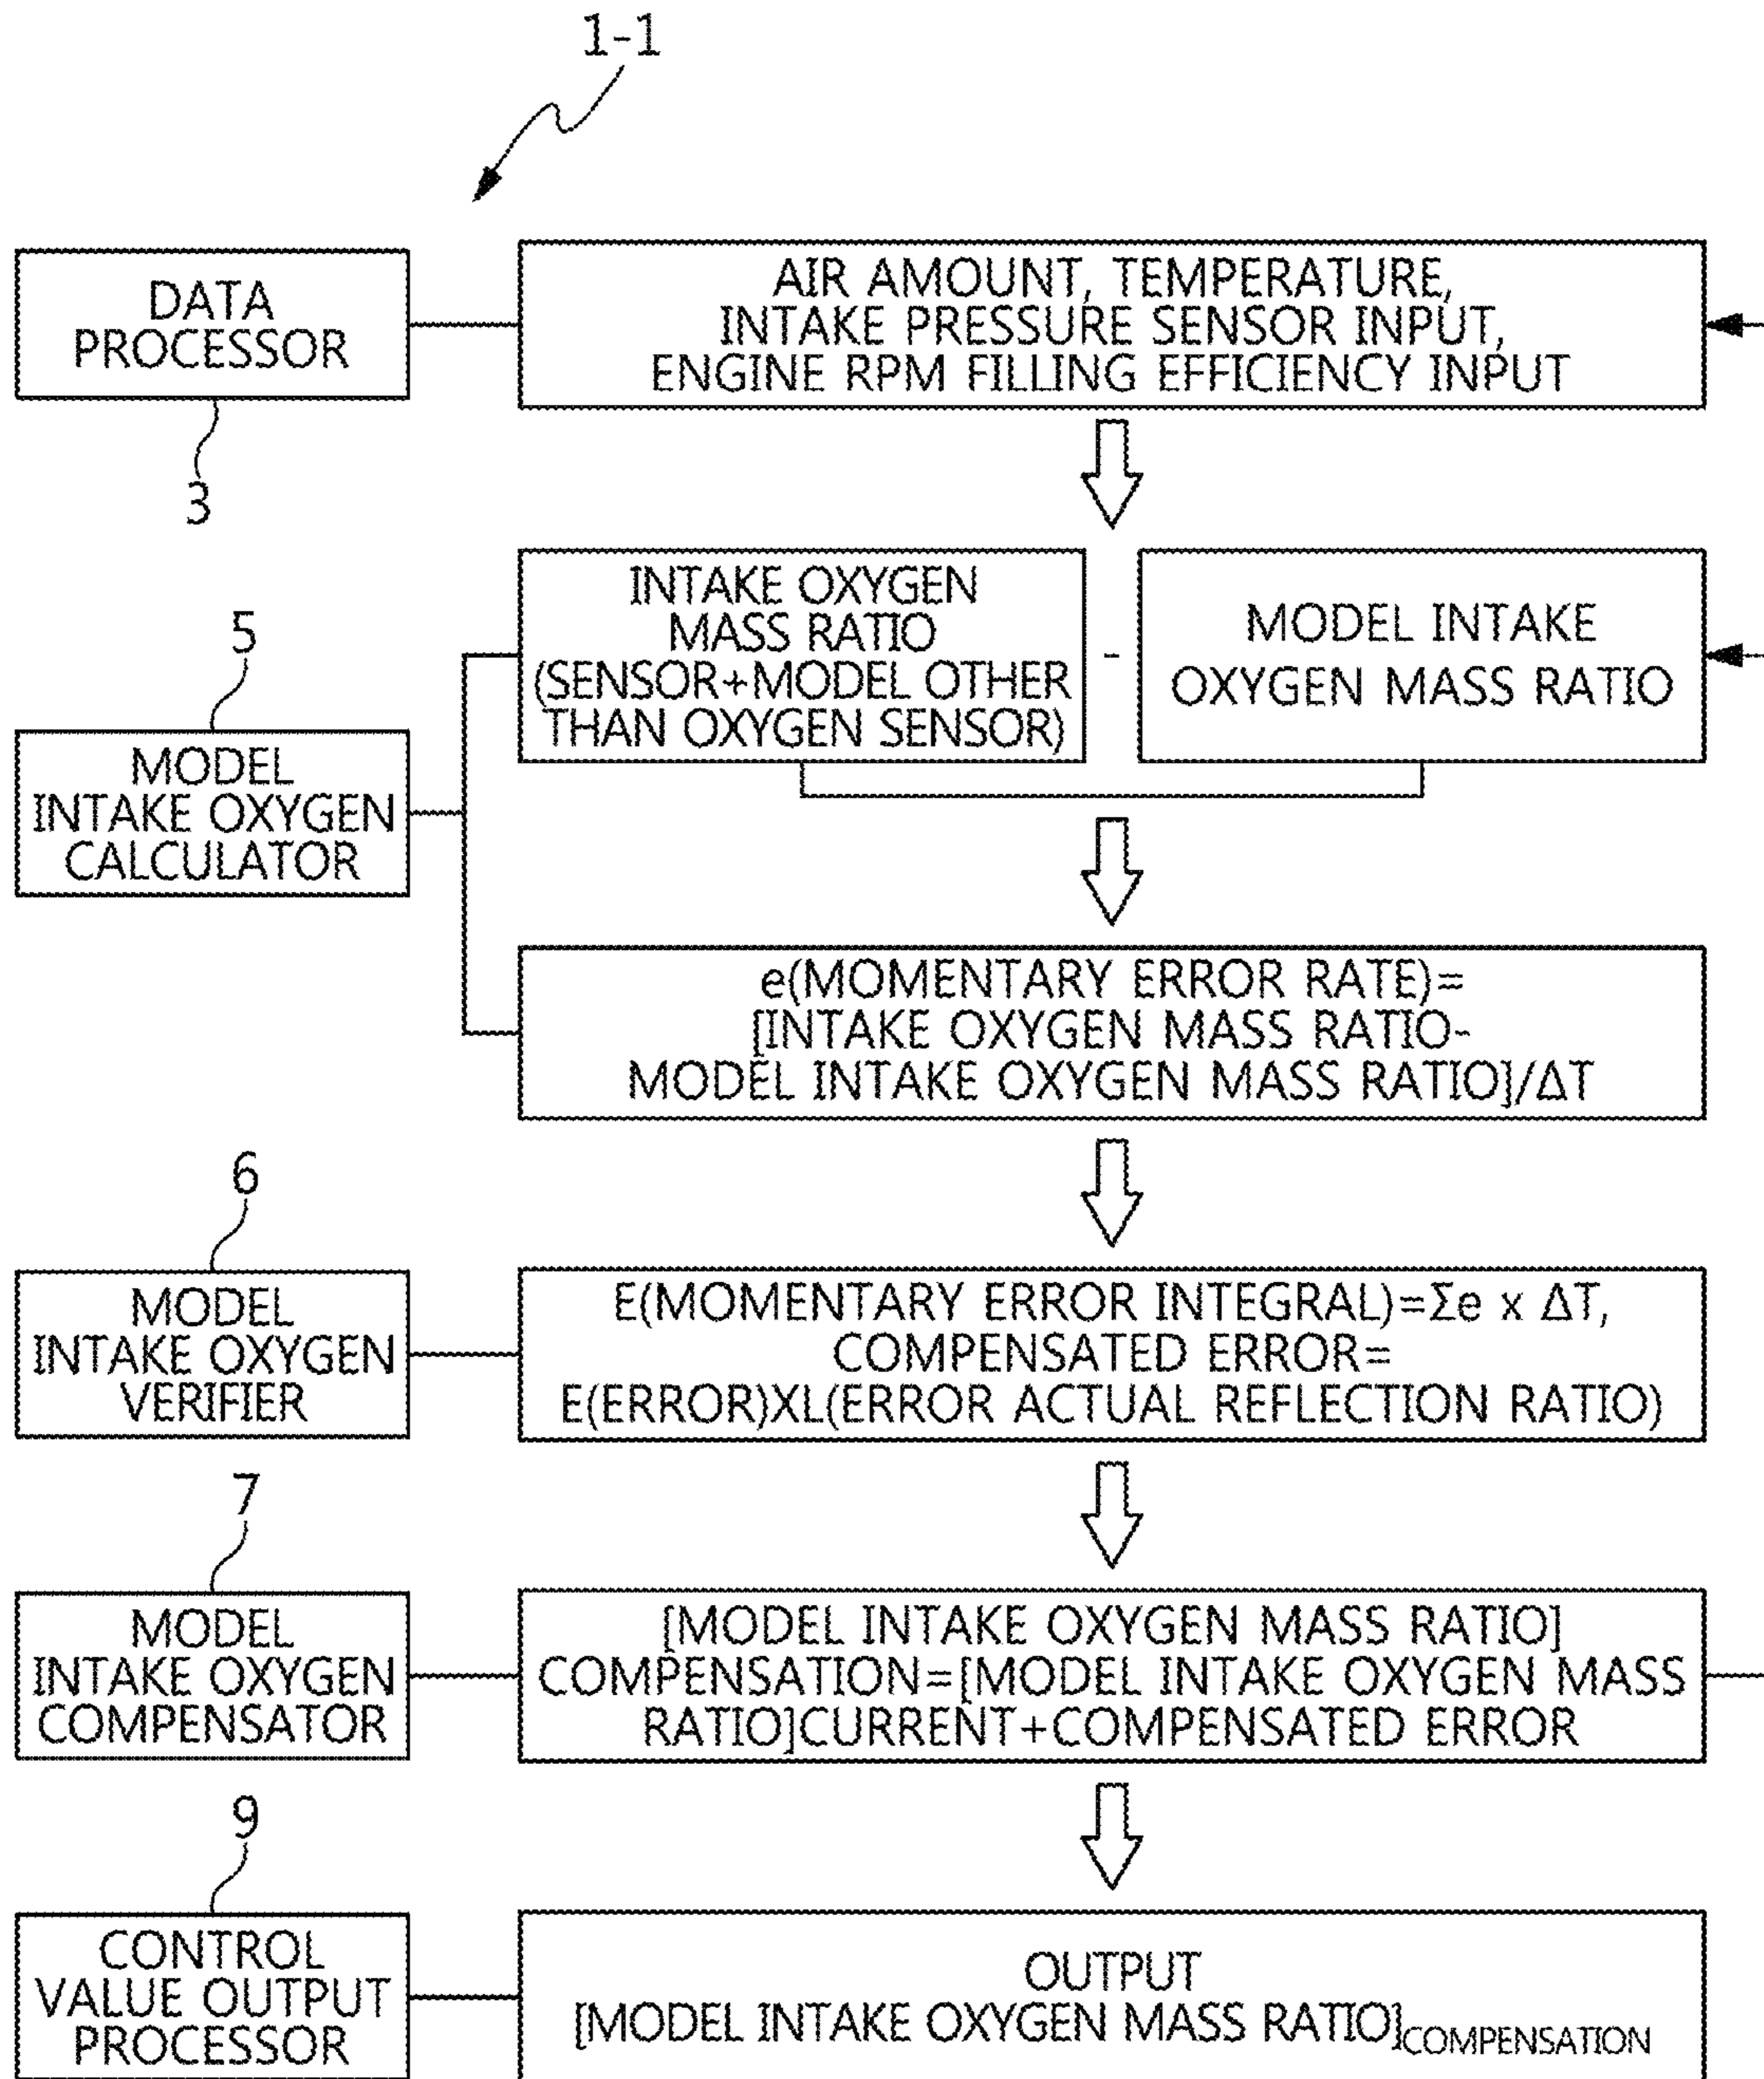 1-1
DATA
PROCESSOR
3
AIR AMOUNT, TEMPERATURE,
INTAKE PRESSURE SENSOR INPUT,
ENGINE RPM FILLING EFFICIENCY INPUT
5
MODEL
INTAKE OXYGEN
CALCULATOR
INTAKE OXYGEN
MASS RATIO
(SENSOR+MODEL OTHER
THAN OXYGEN SENSOR)
-
MODEL INTAKE
OXYGEN MASS RATIO
e(MOMENTARY ERROR RATE)=
[INTAKE OXYGEN MASS RATIO-
MODEL INTAKE OXYGEN MASS RATIO]/ΔT
6
MODEL
INTAKE OXYGEN
VERIFIER
E(MOMENTARY ERROR INTEGRAL)=Σe x ΔT,
COMPENSATED ERROR=
E(ERROR)XL(ERROR ACTUAL REFLECTION RATIO)
7
MODEL
INTAKE OXYGEN
COMPENSATOR
[MODEL INTAKE OXYGEN MASS RATIO]
COMPENSATION=[MODEL INTAKE OXYGEN MASS
RATIO]CURRENT+COMPENSATED ERROR
9
CONTROL
VALUE OUTPUT
PROCESSOR
OUTPUT
[MODEL INTAKE OXYGEN MASS RATIO]COMPENSATION